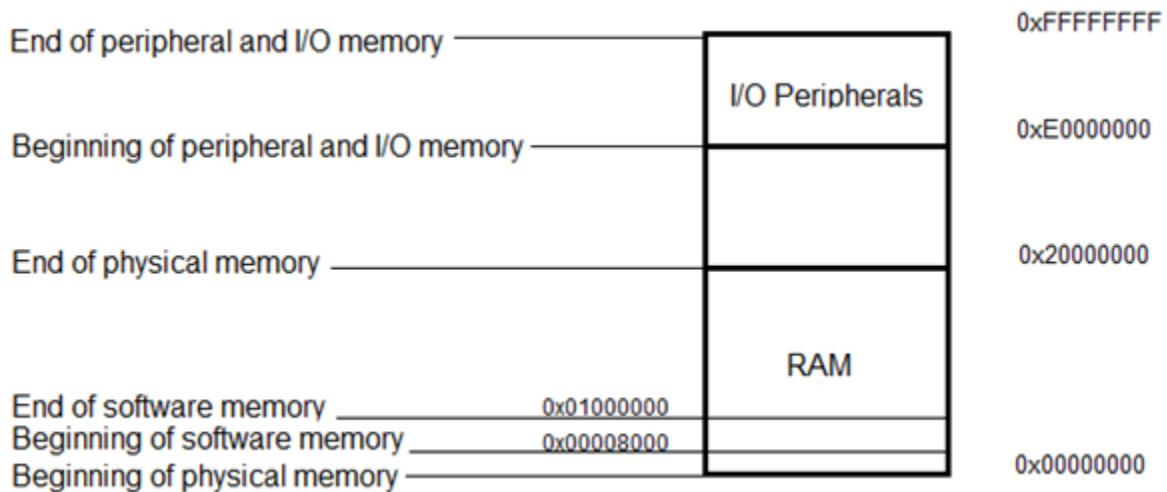 0xFFFFFFFF
End of peripheral and I/O memory
I/O Peripherals
0xE0000000
Beginning of peripheral and I/O memory
0x20000000
End of physical memory
RAM
End of software memory 0x01000000
Beginning of software memory 0x00008000
Beginning of physical memory 0x00000000